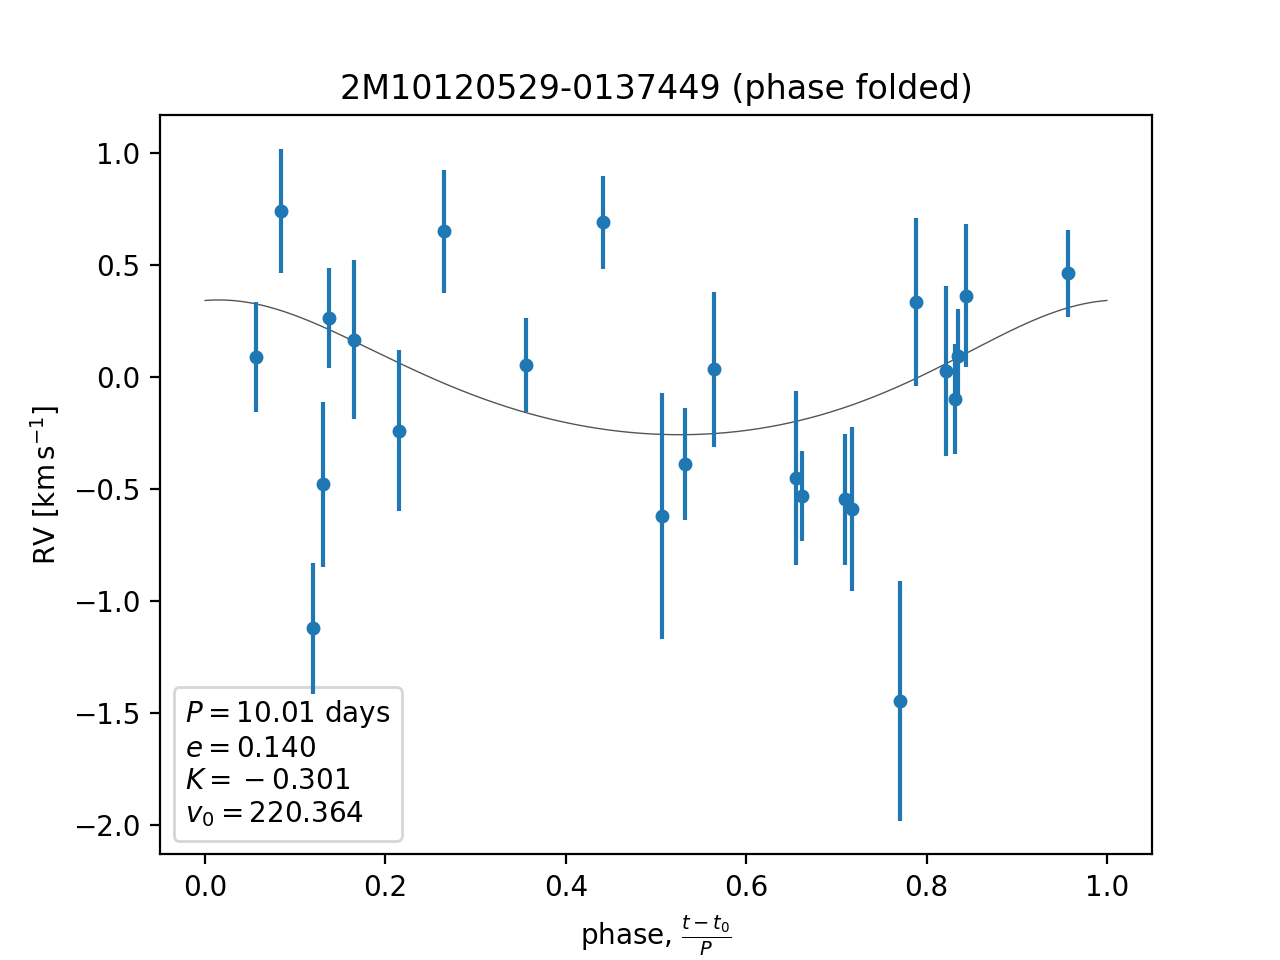 2M10120529-0137449 (phase folded)
1.0
0.5
0.0
−0.5
−1.0
−1.5
−2.0
RV [km s⁻¹]
P = 10.01 days
e = 0.140
K = −0.301
v₀ = 220.364
0.0 0.2 0.4 0.6 0.8 1.0
phase, (t − t₀)/P